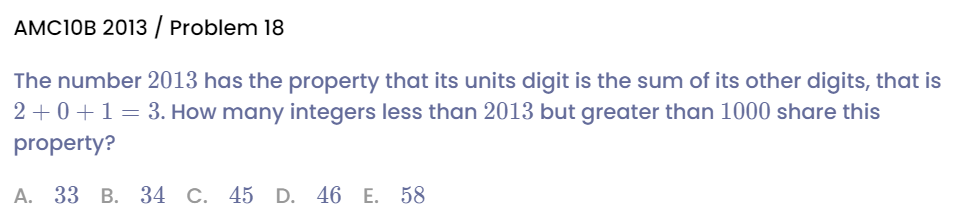 AMC10B 2013 / Problem 18
The number 2013 has the property that its units digit is the sum of its other digits, that is
2 + 0 + 1 = 3. How many integers less than 2013 but greater than 1000 share this
property?
A. 33 B. 34 C. 45 D. 46 E. 58